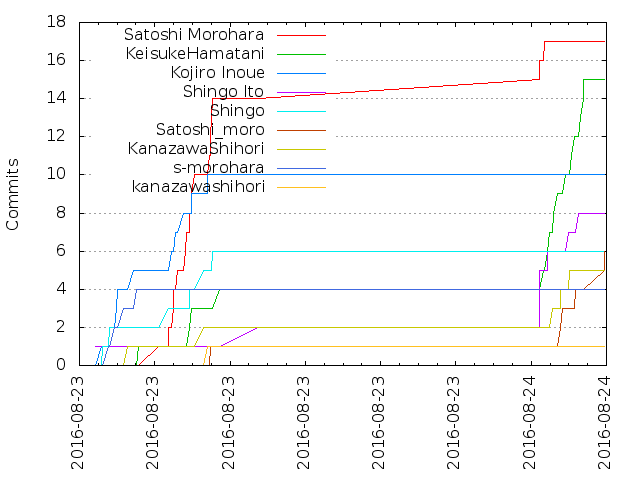 18
16
14
12
10
8
6
4
2
0
Commits
Satoshi Morohara
KeisukeHamatani
Kojiro Inoue
Shingo Ito
Shingo
Satoshi_moro
KanazawaShihori
s-morohara
kanazawashihori
2016-08-23
2016-08-23
2016-08-23
2016-08-23
2016-08-23
2016-08-23
2016-08-24
2016-08-24